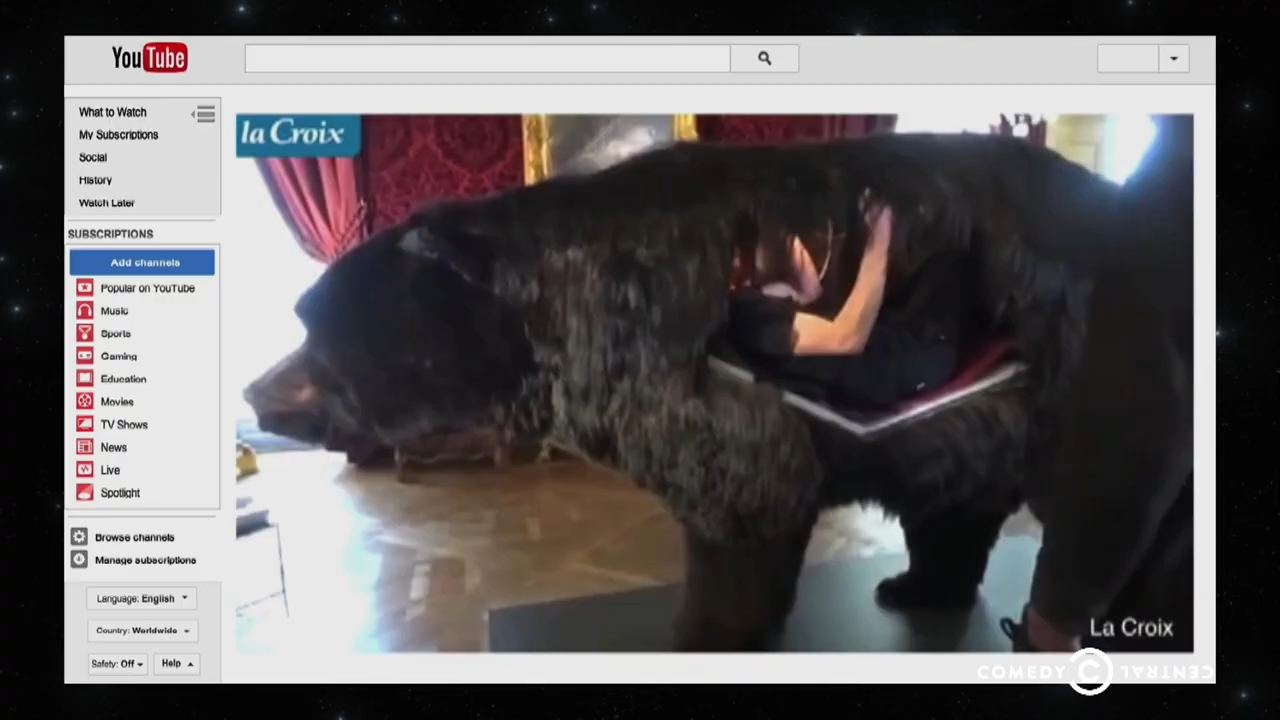 YouTube
What to Watch
My Subscriptions
Social
History
Watch Later
SUBSCRIPTIONS
Add channels
Popular on YouTube
Music
Sports
Gaming
Education
Movies
TV Shows
News
Live
Spotlight
Browse channels
Manage subscriptions
Language: English
Country: Worldwide
Safety: Off
Help
la Croix
La Croix
COMEDY CENTRAL